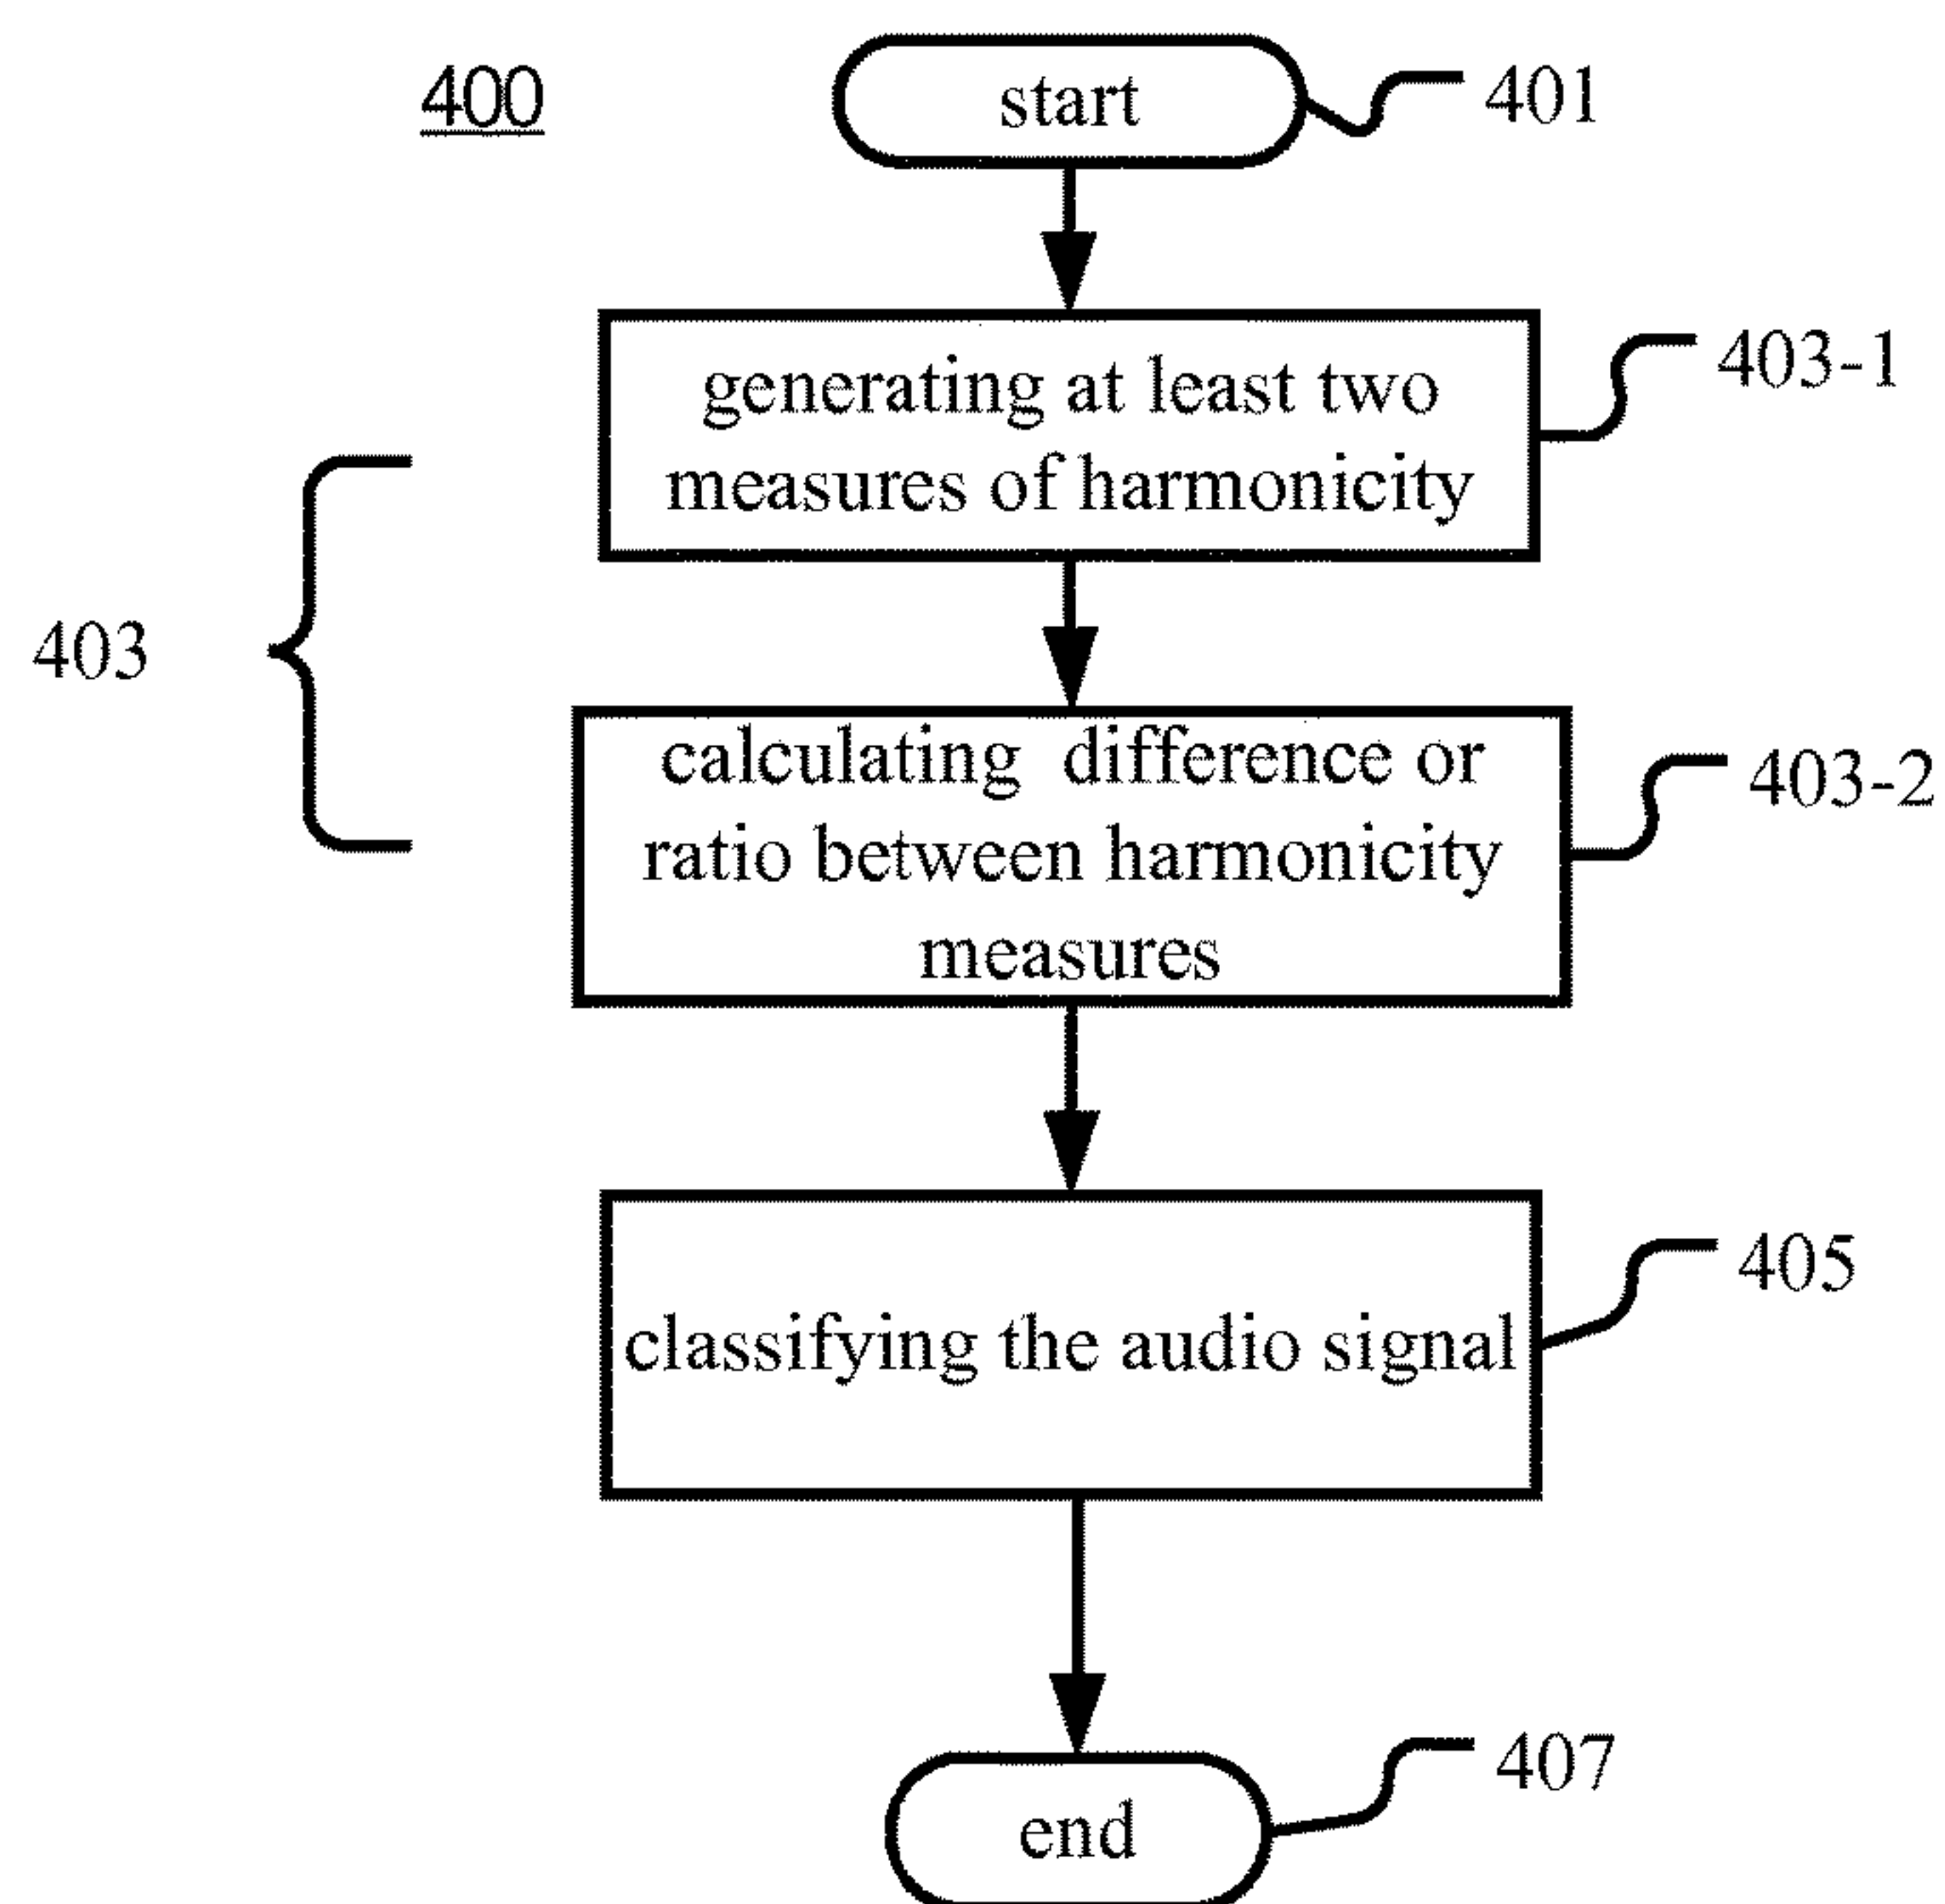 400
start
401
generating at least two
measures of harmonicity
403-1
403
calculating difference or
ratio between harmonicity
measures
403-2
classifying the audio signal
405
end
407